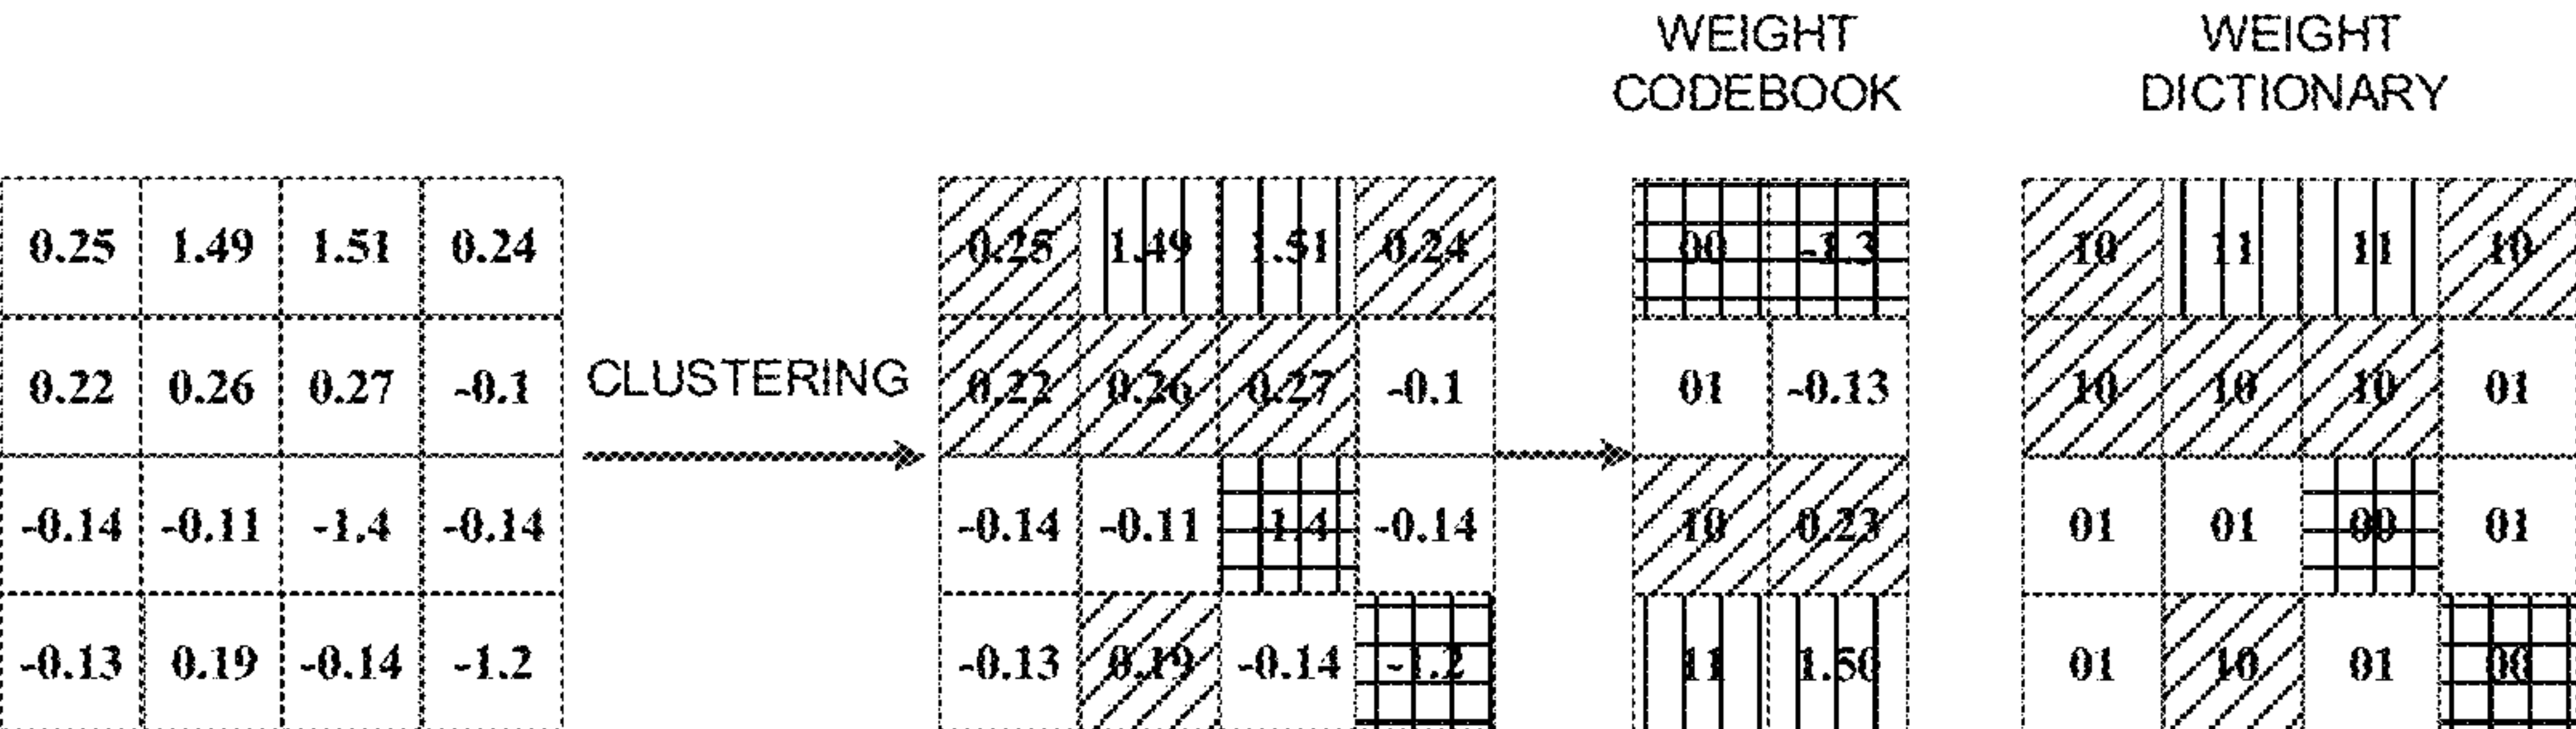 WEIGHT
CODEBOOK
WEIGHT
DICTIONARY
0.25 1.49 1.51 0.24
0.22 0.26 0.27 -0.1
-0.14 -0.11 -1.4 -0.14
-0.13 0.19 -0.14 -1.2
CLUSTERING
0.25 1.49 1.51 0.24
0.22 0.26 0.27 -0.1
-0.14 -0.11 -1.4 -0.14
-0.13 0.19 -0.14 -1.2
00 -1.3
01 -0.13
10 0.23
11 1.50
10 11 11 10
10 10 10 01
01 01 00 01
01 10 01 00